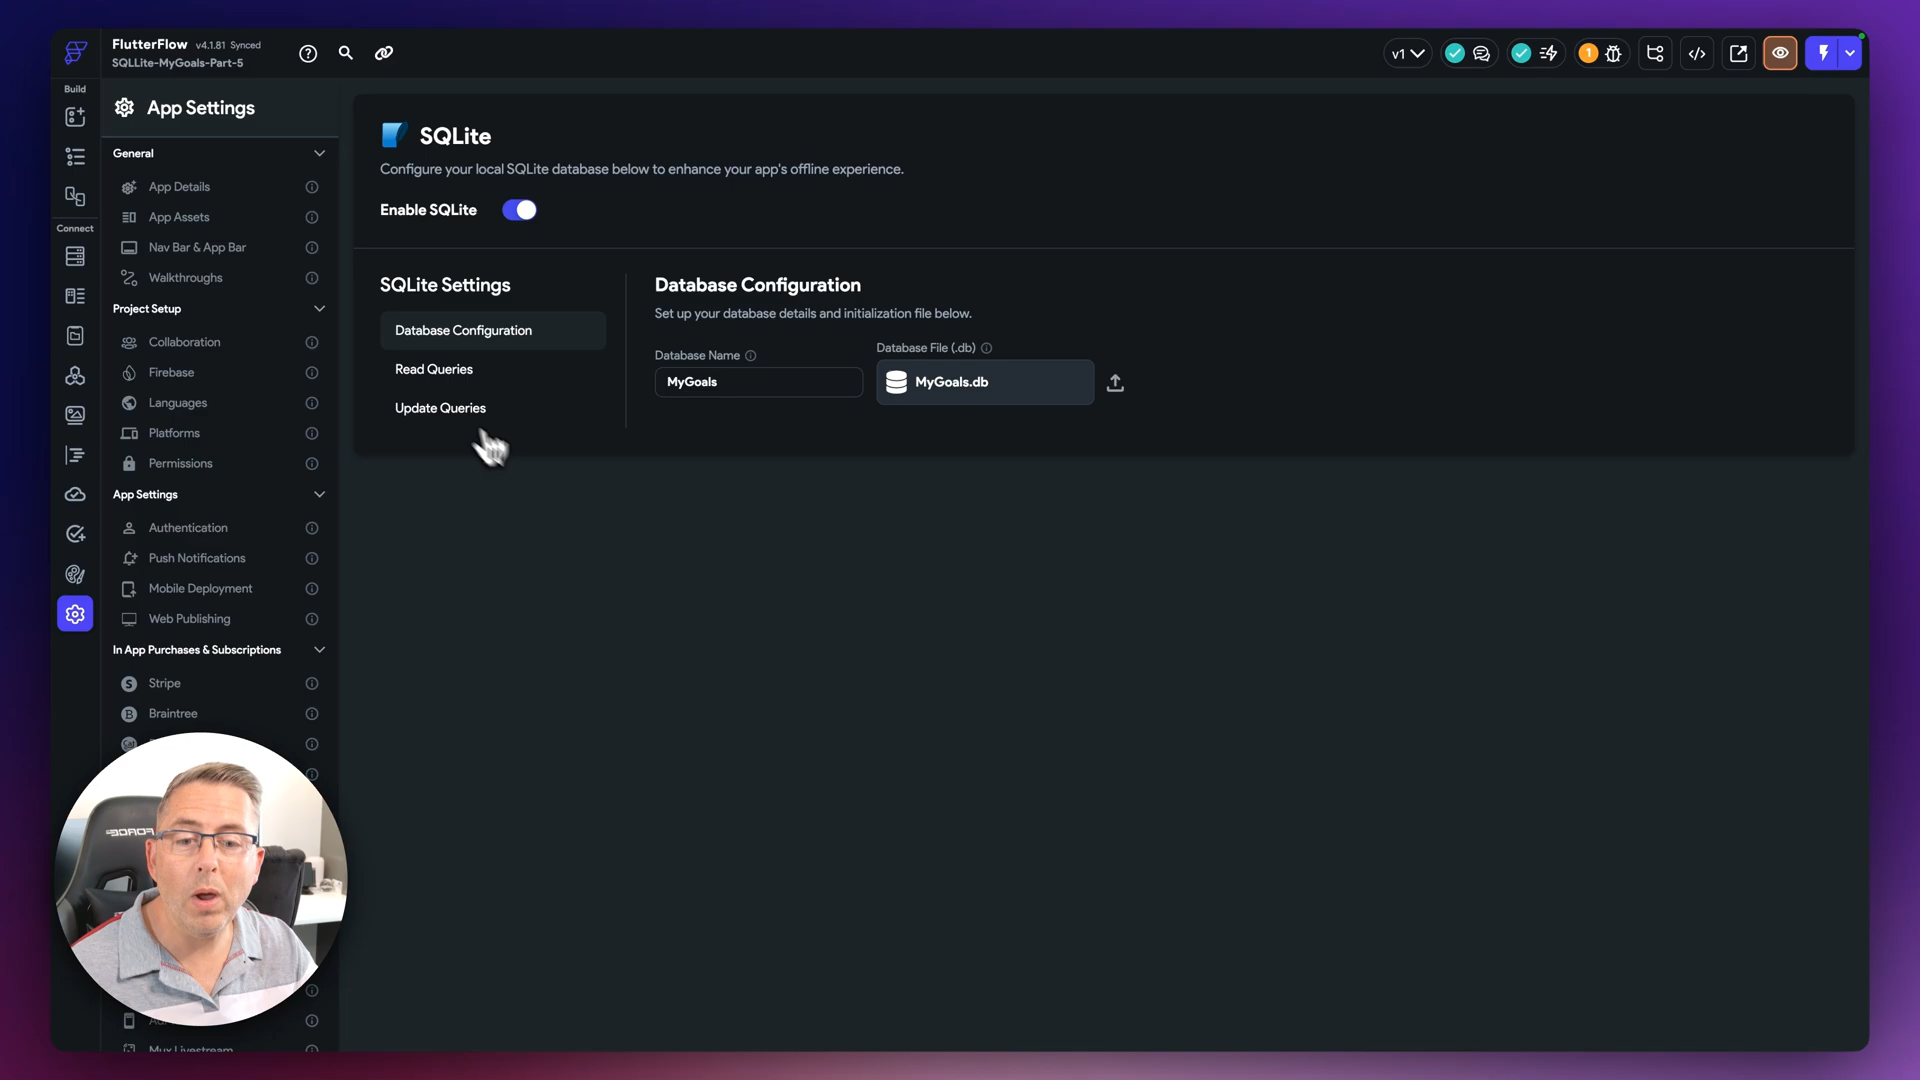 FlutterFlow v4.1.81 Synced
SQLLite-MyGoals-Part-5
v1
1
Build
Connect
App Settings
General
App Details
App Assets
Nav Bar & App Bar
Walkthroughs
Project Setup
Collaboration
Firebase
Languages
Platforms
Permissions
App Settings
Authentication
Push Notifications
Mobile Deployment
Web Publishing
In App Purchases & Subscriptions
Stripe
Braintree
Mux Livestream
SQLite
Configure your local SQLite database below to enhance your app's offline experience.
Enable SQLite
SQLite Settings
Database Configuration
Read Queries
Update Queries
Database Configuration
Set up your database details and initialization file below.
Database Name
MyGoals
Database File (.db)
MyGoals.db